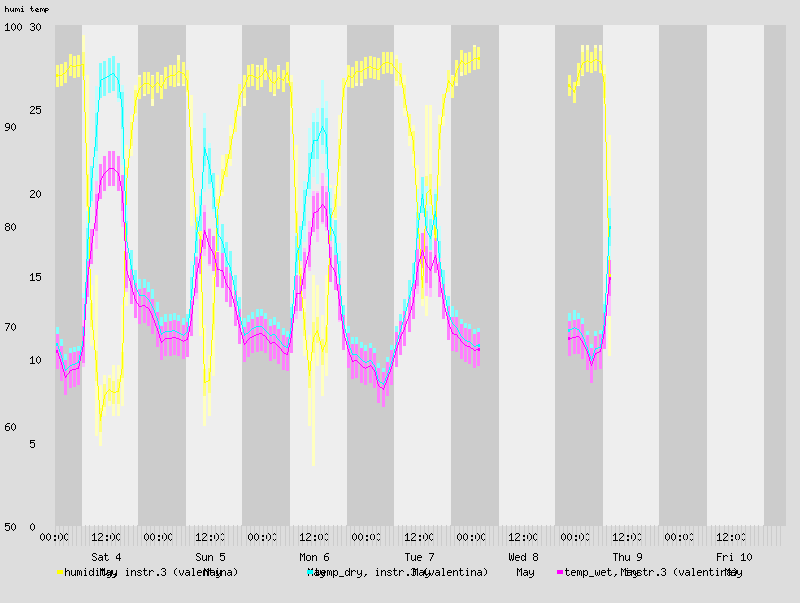 humi temp
100 30
25
90
20
80
15
70
10
60
5
50 0
00:00 12:00 00:00 12:00 00:00 12:00 00:00 12:00 00:00 12:00 00:00 12:00 00:00 12:00
Sat 4 Sun 5 Mon 6 Tue 7 Wed 8 Thu 9 Fri 10
May May May May May May May
humidity, instr.3 (valentina) temp_dry, instr.3 (valentina) temp_wet, instr.3 (valentina)